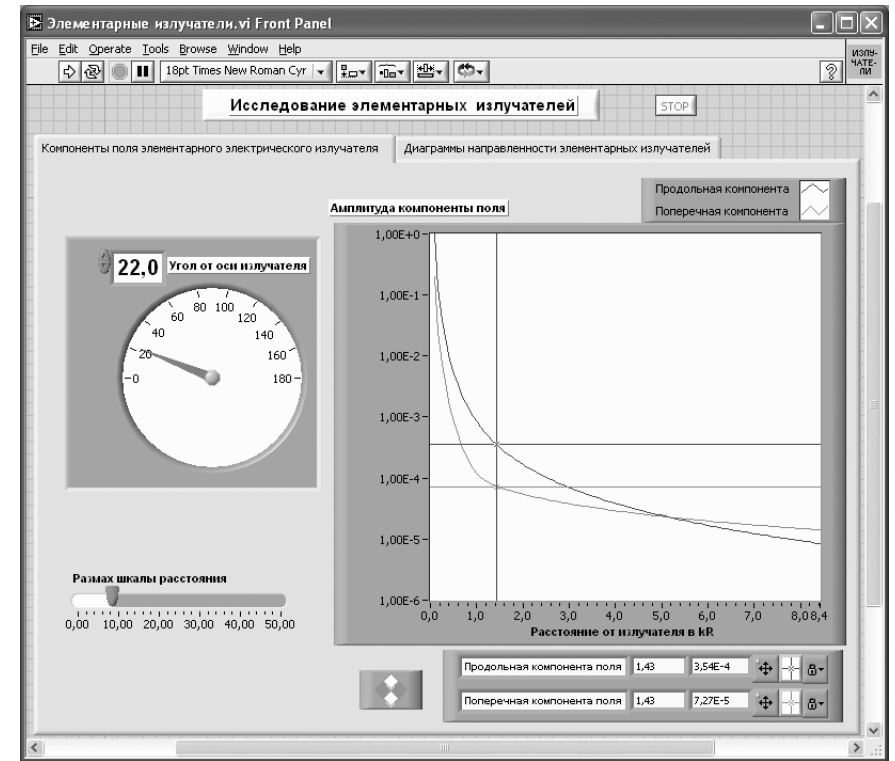 Элементарные излучатели.vi Front Panel
File Edit Operate Tools Browse Window Help
18pt Times New Roman Cyr
ИЗЛУ-
ЧАТЕ-
ЛИ
Исследование элементарных излучателей
STOP
Компоненты поля элементарного электрического излучателя
Диаграммы направленности элементарных излучателей
Продольная компонента
Поперечная компонента
Амплитуда компоненты поля
22,0 Угол от оси излучателя
0 20 40 60 80 100 120 140 160 180
1,00E+0
1,00E-1
1,00E-2
1,00E-3
1,00E-4
1,00E-5
1,00E-6
0,0 1,0 2,0 3,0 4,0 5,0 6,0 7,0 8,0 8,4
Расстояние от излучателя в kR
Размах шкалы расстояния
0,00 10,00 20,00 30,00 40,00 50,00
Продольная компонента поля 1,43 3,54E-4
Поперечная компонента поля 1,43 7,27E-5